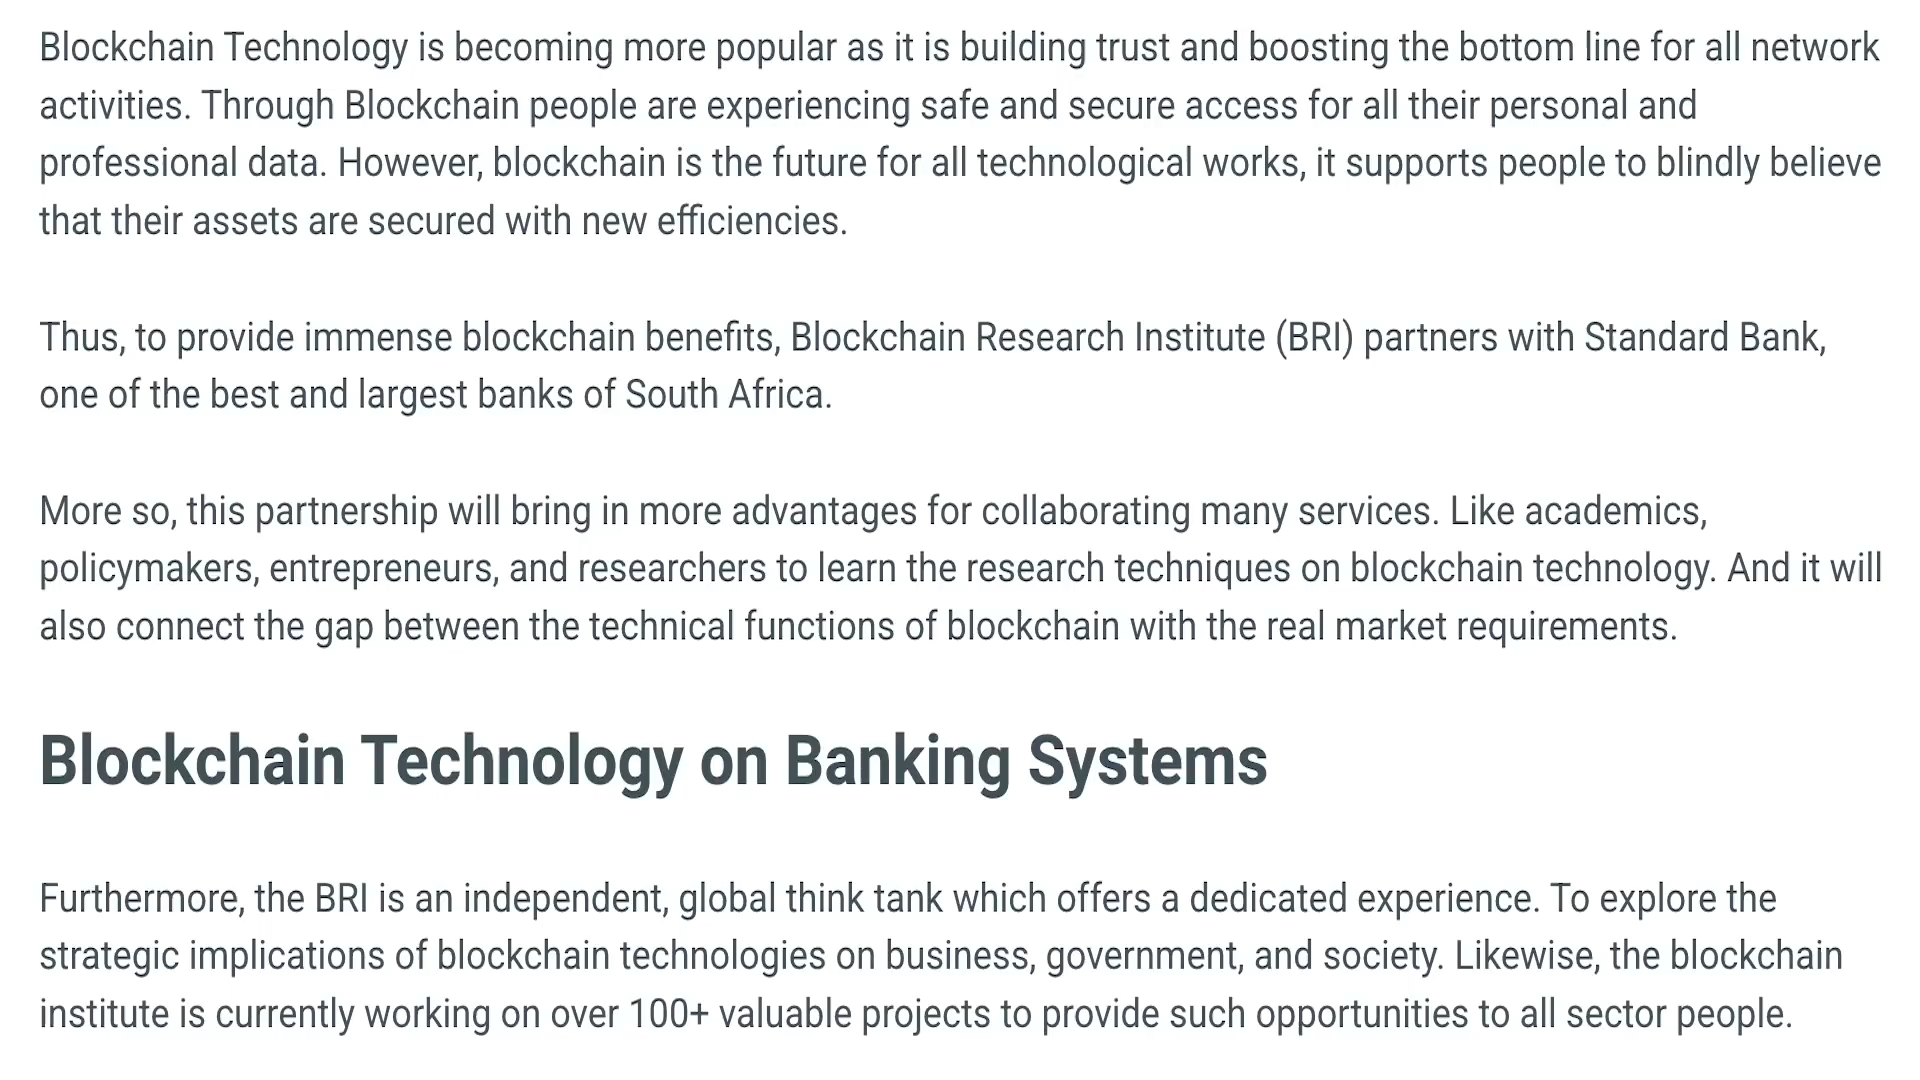 Blockchain Technology is becoming more popular as it is building trust and boosting the bottom line for all network
activities. Through Blockchain people are experiencing safe and secure access for all their personal and
professional data. However, blockchain is the future for all technological works, it supports people to blindly believe
that their assets are secured with new efficiencies.
Thus, to provide immense blockchain benefits, Blockchain Research Institute (BRI) partners with Standard Bank,
one of the best and largest banks of South Africa.
More so, this partnership will bring in more advantages for collaborating many services. Like academics,
policymakers, entrepreneurs, and researchers to learn the research techniques on blockchain technology. And it will
also connect the gap between the technical functions of blockchain with the real market requirements.
Blockchain Technology on Banking Systems
Furthermore, the BRI is an independent, global think tank which offers a dedicated experience. To explore the
strategic implications of blockchain technologies on business, government, and society. Likewise, the blockchain
institute is currently working on over 100+ valuable projects to provide such opportunities to all sector people.